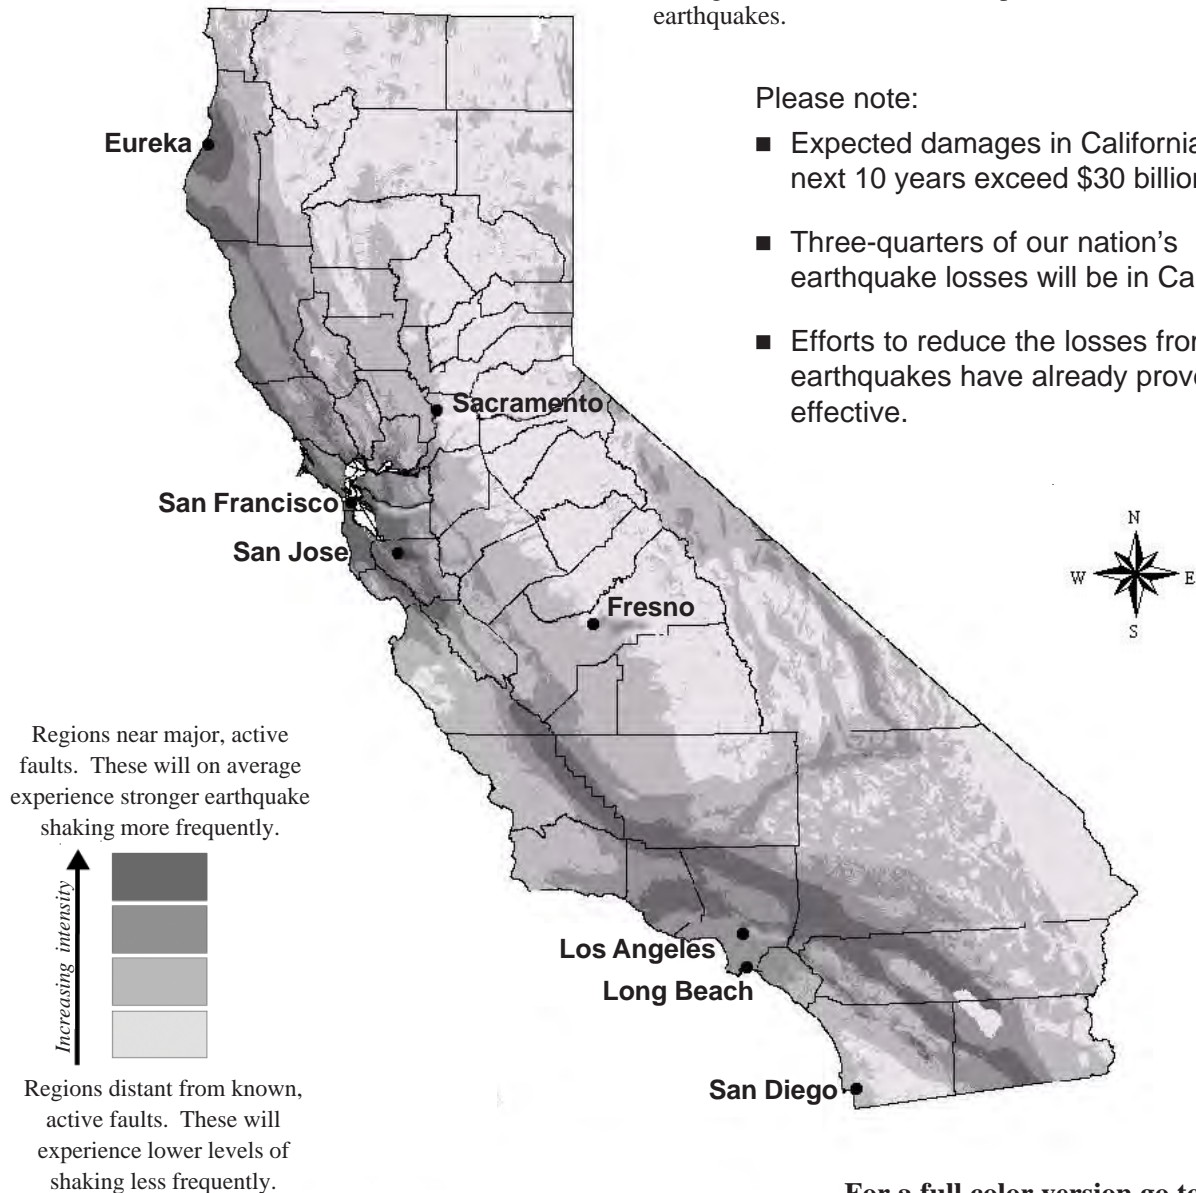 earthquakes.
Please note:
■ Expected damages in California
next 10 years exceed $30 billion
■ Three-quarters of our nation's
earthquake losses will be in Ca
■ Efforts to reduce the losses from
earthquakes have already prove
effective.
Eureka
Sacramento
San Francisco
San Jose
Fresno
N
W E
S
Regions near major, active
faults. These will on average
experience stronger earthquake
shaking more frequently.
Increasing intensity
Regions distant from known,
active faults. These will
experience lower levels of
shaking less frequently.
Los Angeles
Long Beach
San Diego
For a full color version go to